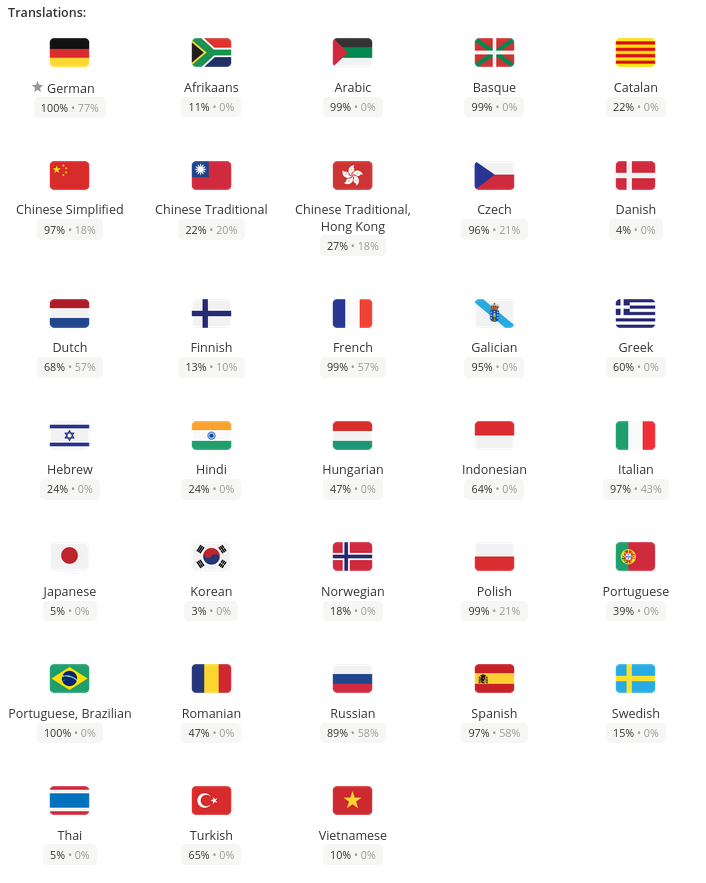 Translations:
German Afrikaans Arabic Basque Catalan
100% • 77% 11% • 0% 99% • 0% 99% • 0% 22% • 0%
Chinese Simplified Chinese Traditional Chinese Traditional, Czech Danish
Hong Kong
97% • 18% 22% • 20% 27% • 18% 96% • 21% 4% • 0%
Dutch Finnish French Galician Greek
68% • 57% 13% • 10% 99% • 57% 95% • 0% 60% • 0%
Hebrew Hindi Hungarian Indonesian Italian
24% • 0% 24% • 0% 47% • 0% 64% • 0% 97% • 43%
Japanese Korean Norwegian Polish Portuguese
5% • 0% 3% • 0% 18% • 0% 99% • 21% 39% • 0%
Portuguese, Brazilian Romanian Russian Spanish Swedish
100% • 0% 47% • 0% 89% • 58% 97% • 58% 15% • 0%
Thai Turkish Vietnamese
5% • 0% 65% • 0% 10% • 0%